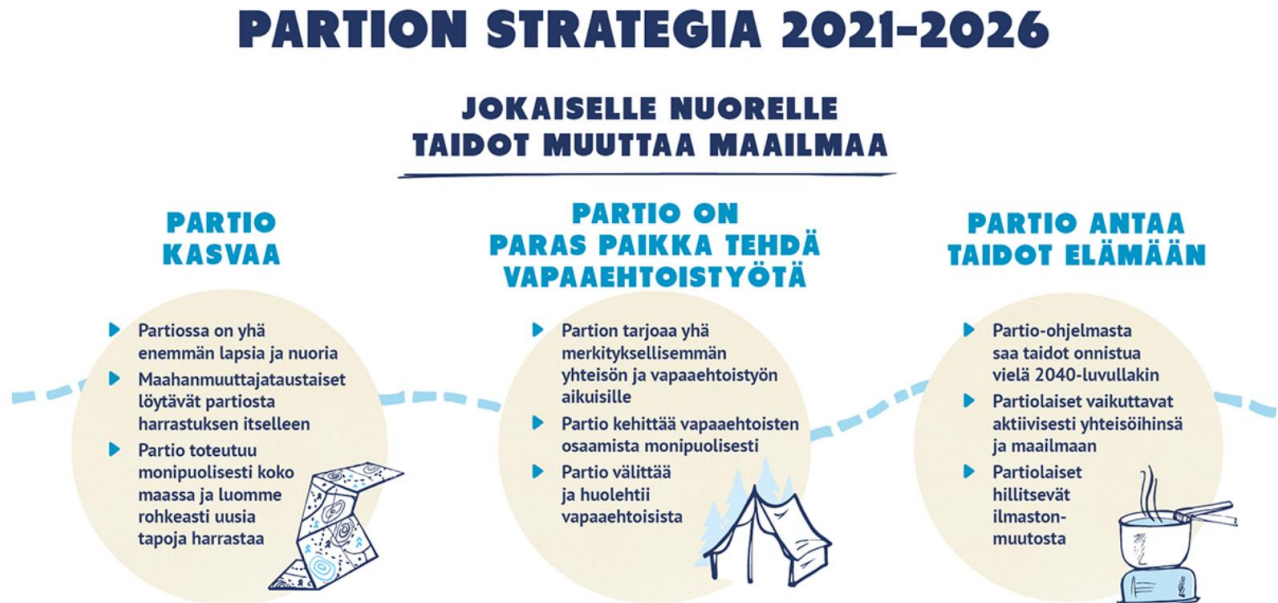 PARTION STRATEGIA 2021-2026
JOKAISELLE NUORELLE
TAIDOT MUUTTAA MAAILMAA
PARTIO
KASVAA
Partiossa on yhä
enemmän lapsia ja nuoria
Maahanmuuttajataustaiset
löytävät partiosta
harrastuksen itselleen
Partio toteutuu
monipuolisesti koko
maassa ja luomme
rohkeasti uusia
tapoja harrastaa
PARTIO ON
PARAS PAIKKA TEHDÄ
VAPAAEHTOISTYÖTÄ
Partion tarjoaa yhä
merkityksellisemmän
yhteisön ja vapaaehtoistyön
aikuisille
Partio kehittää vapaaehtoisten
osaamista monipuolisesti
Partio välittää
ja huolehtii
vapaaehtoisista
PARTIO ANTAA
TAIDOT ELÄMÄÄN
Partio-ohjelmasta
saa taidot onnistua
vielä 2040-luvullakin
Partiolaiset vaikuttavat
aktiivisesti yhteisöihinsä
ja maailmaan
Partiolaiset
hillitsevät
ilmaston-
muutosta